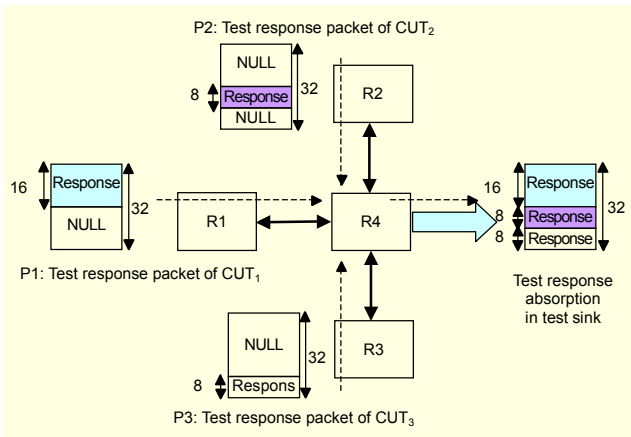 P2: Test response packet of CUT2
NULL
8
Response
32
NULL
R2
16
Response
32
NULL
R1
R4
16
Response
8
Response
32
8
Response
P1: Test response packet of CUT1
Test response
absorption
in test sink
NULL
32
R3
8
Respons
P3: Test response packet of CUT3